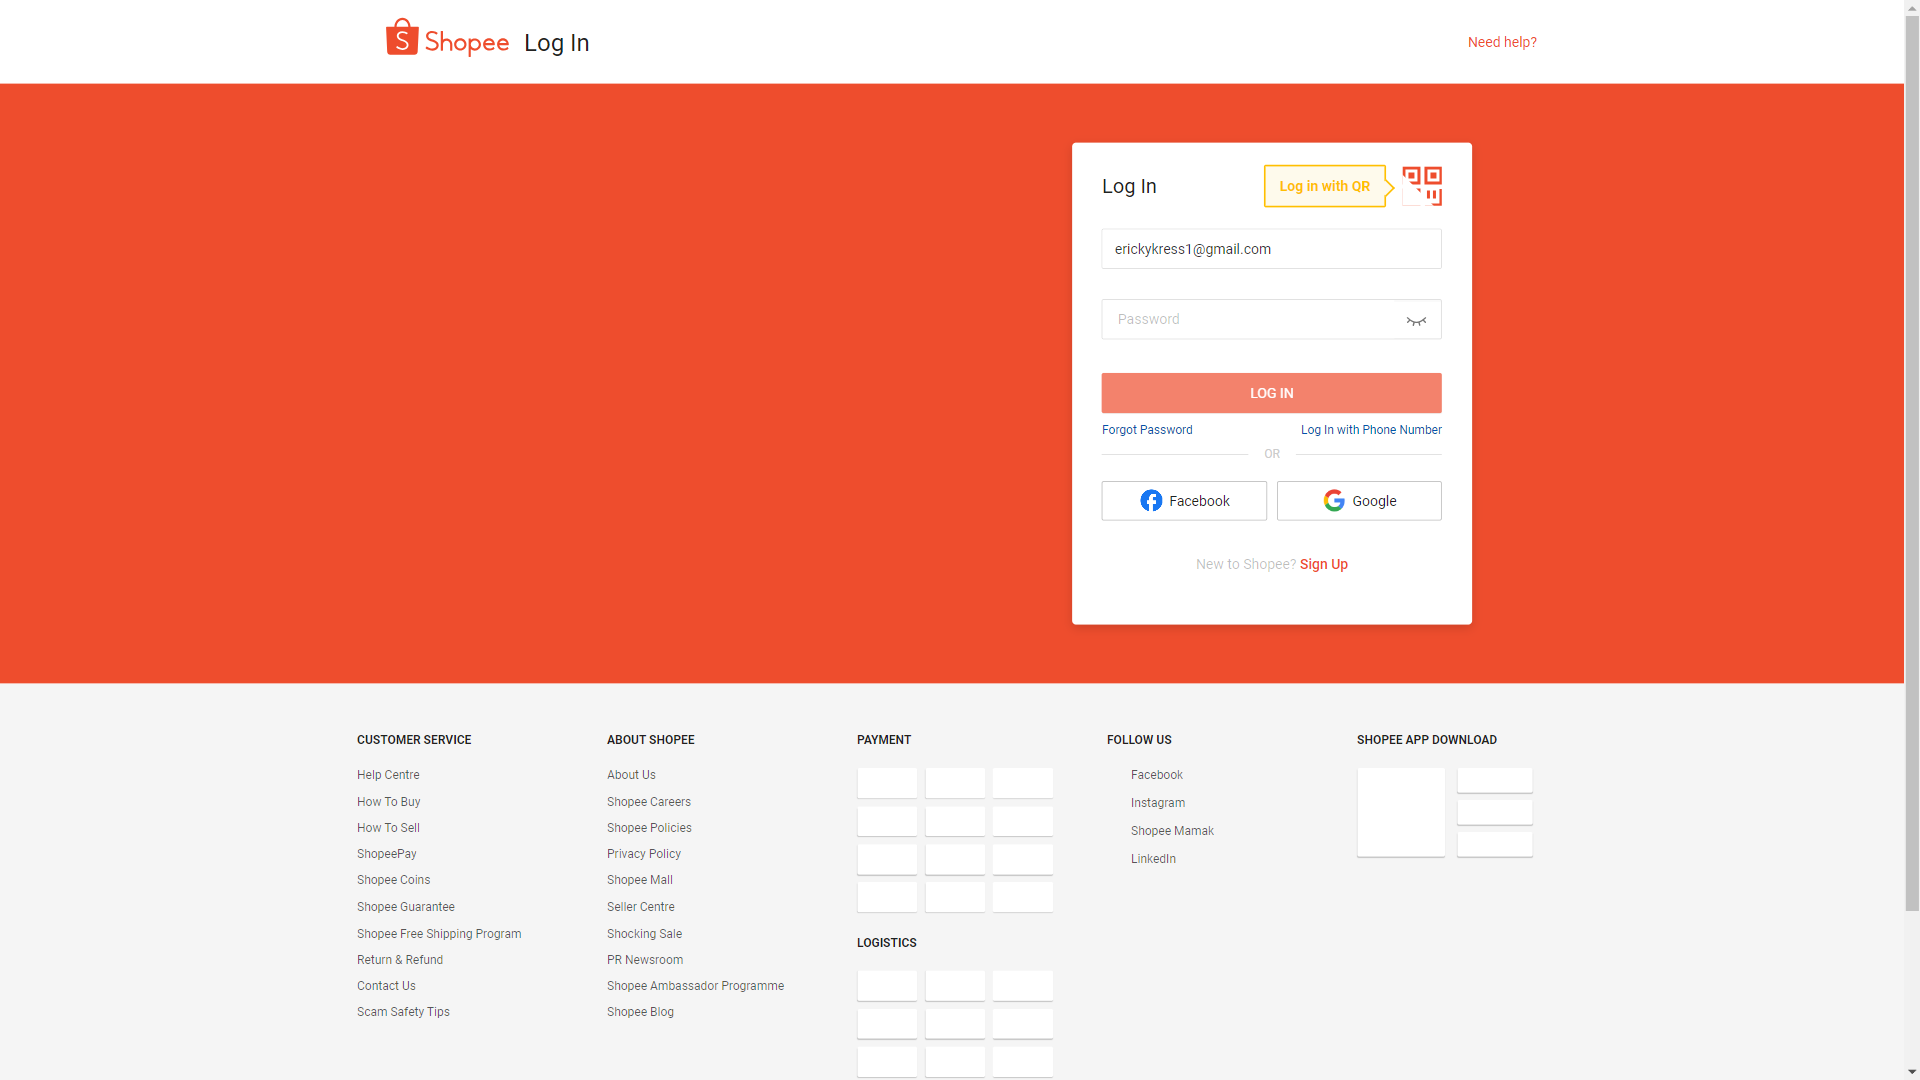 Shopee Log In
Need help?
Log In
Log in with QR
erickykress1@gmail.com
Password
LOG IN
Forgot Password
Log In with Phone Number
OR
Facebook
Google
New to Shopee? Sign Up
CUSTOMER SERVICE
Help Centre
How To Buy
How To Sell
ShopeePay
Shopee Coins
Shopee Guarantee
Shopee Free Shipping Program
Return & Refund
Contact Us
Scam Safety Tips
ABOUT SHOPEE
About Us
Shopee Careers
Shopee Policies
Privacy Policy
Shopee Mall
Seller Centre
Shocking Sale
PR Newsroom
Shopee Ambassador Programme
Shopee Blog
PAYMENT
LOGISTICS
FOLLOW US
Facebook
Instagram
Shopee Mamak
LinkedIn
SHOPEE APP DOWNLOAD